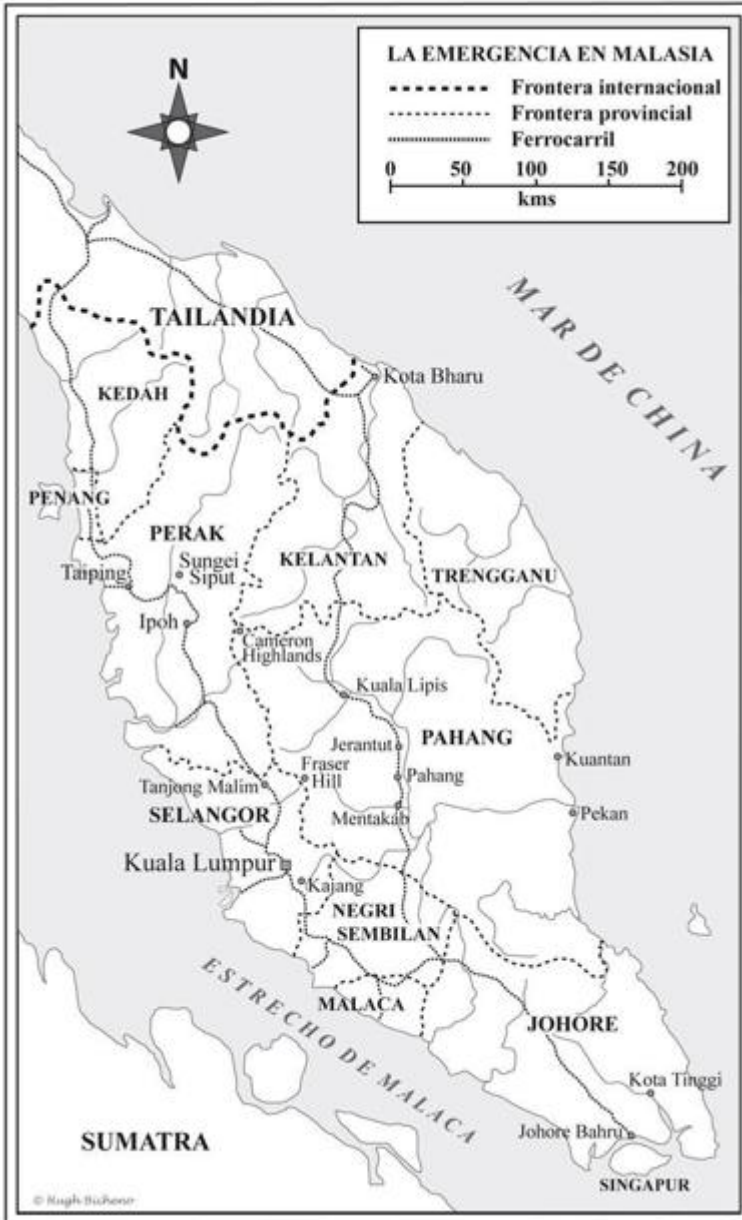 LA EMERGENCIA EN MALASIA
Frontera internacional
Frontera provincial
Ferrocarril
0 50 100 150 200
kms
N
MAR DE CHINA
TAILANDIA
Kota Bharu
KEDAH
PENANG
PERAK
KELANTAN
TRENGGANU
Sungei
Siput
Taiping
Ipoh
Cameron
Highlands
Kuala Lipis
Jerantut
PAHANG
Kuantan
Fraser
Hill
Pahang
Tanjong Malim
Mentakab
Pekan
SELANGOR
Kuala Lumpur
Kajang
NEGRI
SEMBILAN
ESTRECHO DE MALACA
MALACA
JOHORE
Kota Tinggi
Johore Bahru
SUMATRA
SINGAPUR
© Hugh Bicheno